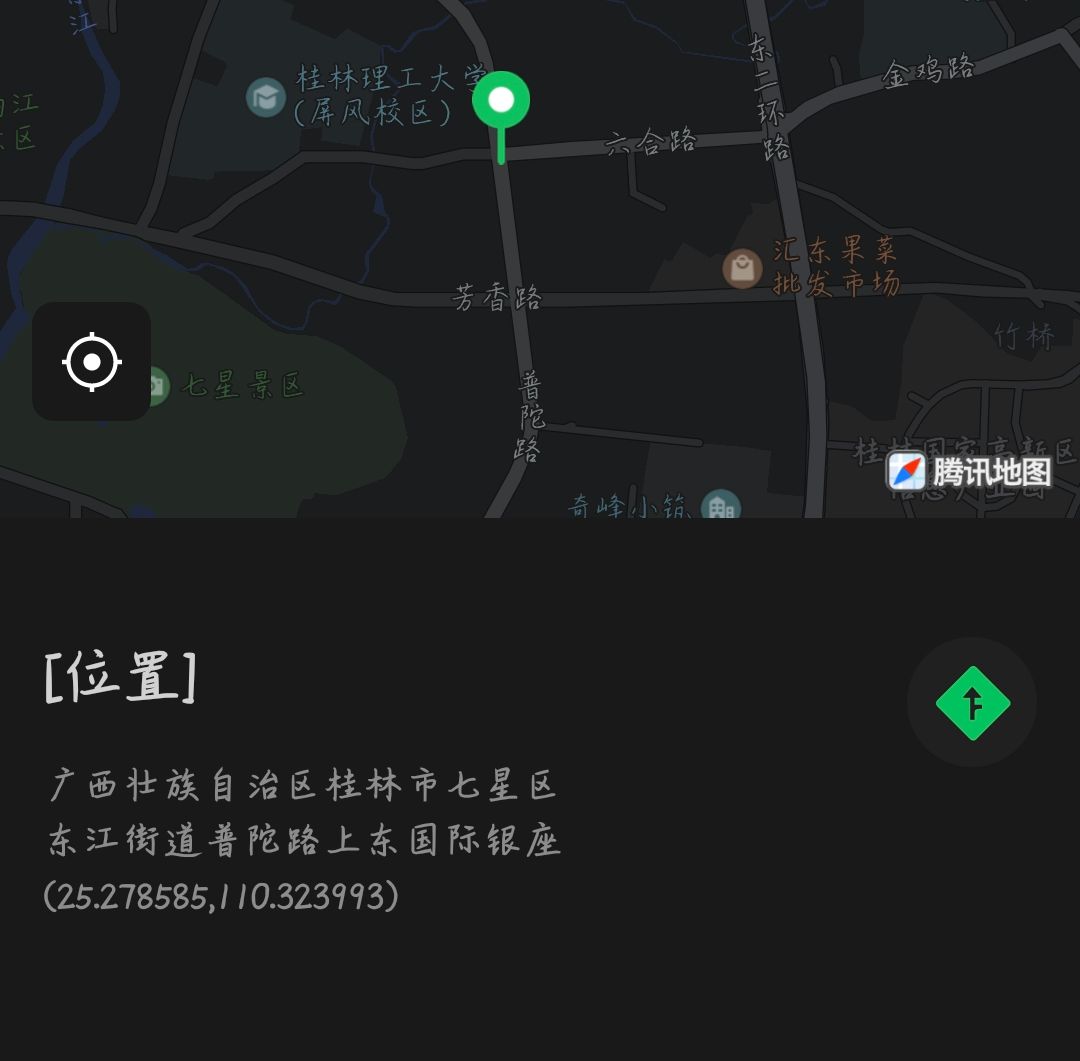 江
江
区
桂林理工大学
(屏风校区)
东二环路
金鸡路
六合路
汇东果菜
批发市场
芳香路
竹桥
七星景区
普陀路
桂林国家高新区
腾讯地图
奇峰小筑
[位置]
广西壮族自治区桂林市七星区
东江街道普陀路上东国际银座
(25.278585,110.323993)